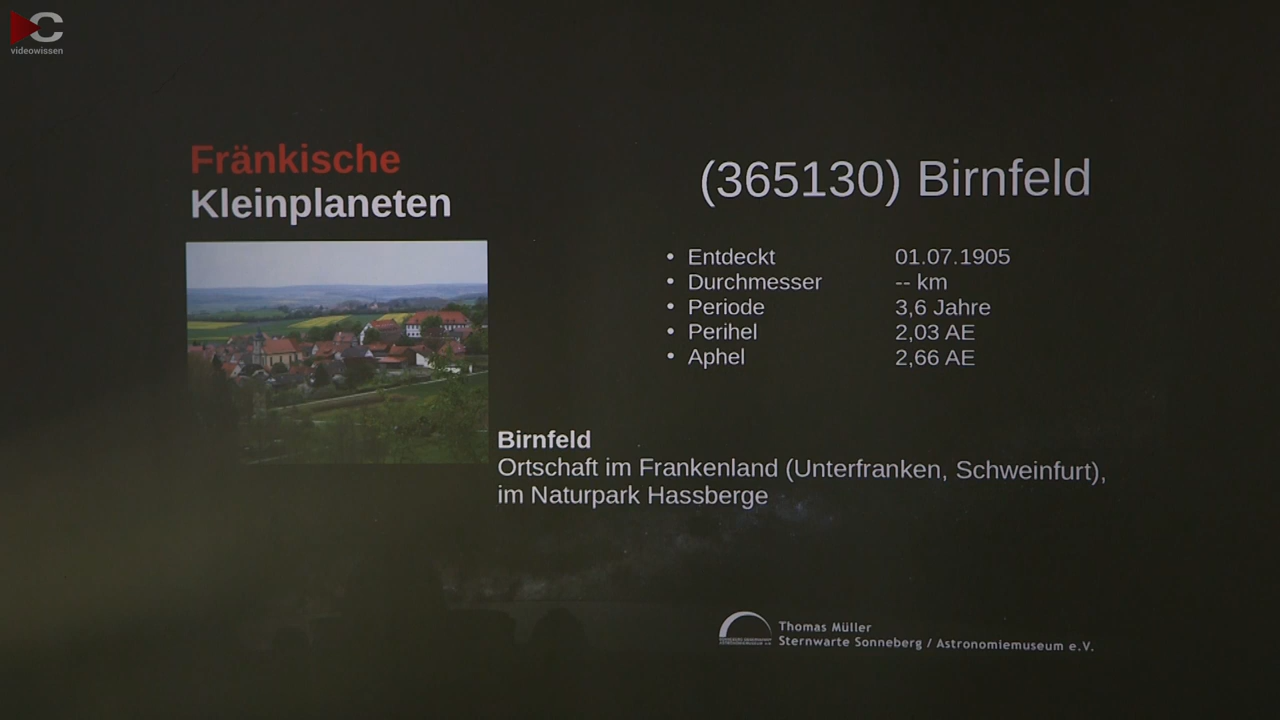 C
videowissen
Fränkische
Kleinplaneten
(365130) Birnfeld
• Entdeckt 01.07.1905
• Durchmesser -- km
• Periode 3,6 Jahre
• Perihel 2,03 AE
• Aphel 2,66 AE
Birnfeld
Ortschaft im Frankenland (Unterfranken, Schweinfurt),
im Naturpark Hassberge
Thomas Müller
Sternwarte Sonneberg / Astronomiemuseum e.V.